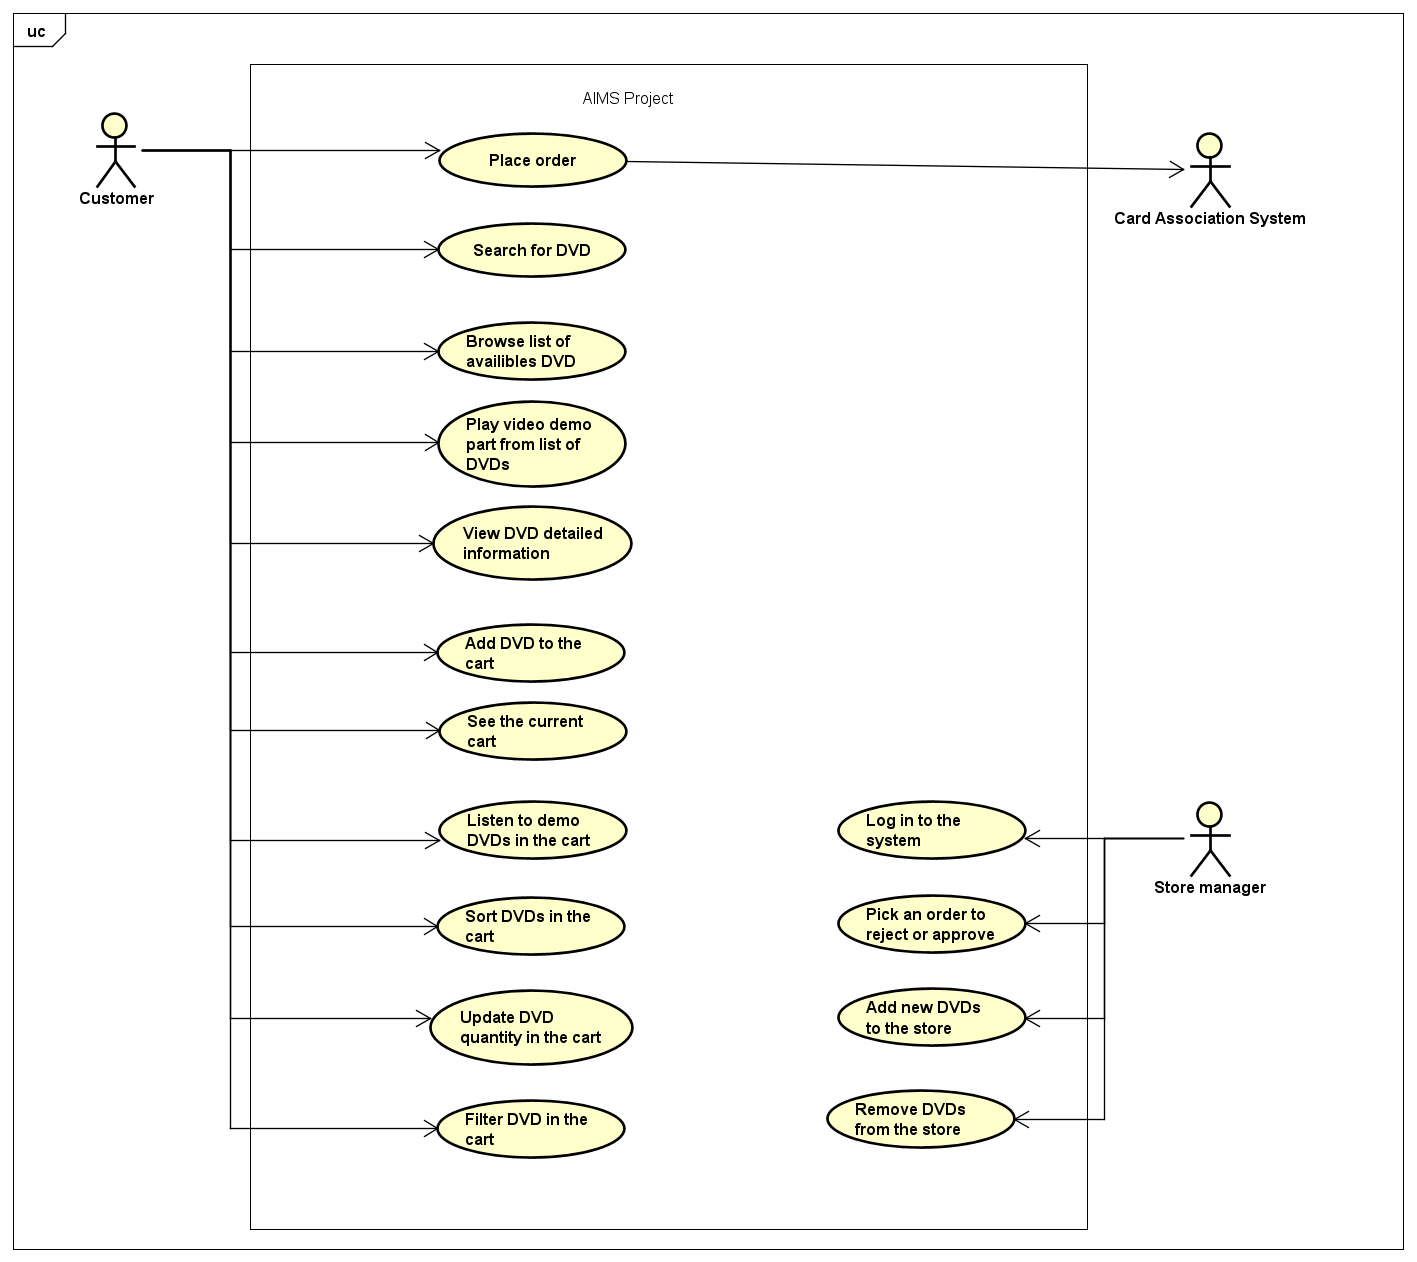 uc
AIMS Project
Customer
Place order
Card Association System
Search for DVD
Browse list of
availibles DVD
Play video demo
part from list of
DVDs
View DVD detailed
information
Add DVD to the
cart
See the current
cart
Listen to demo
DVDs in the cart
Sort DVDs in the
cart
Update DVD
quantity in the cart
Filter DVD in the
cart
Log in to the
system
Store manager
Pick an order to
reject or approve
Add new DVDs
to the store
Remove DVDs
from the store